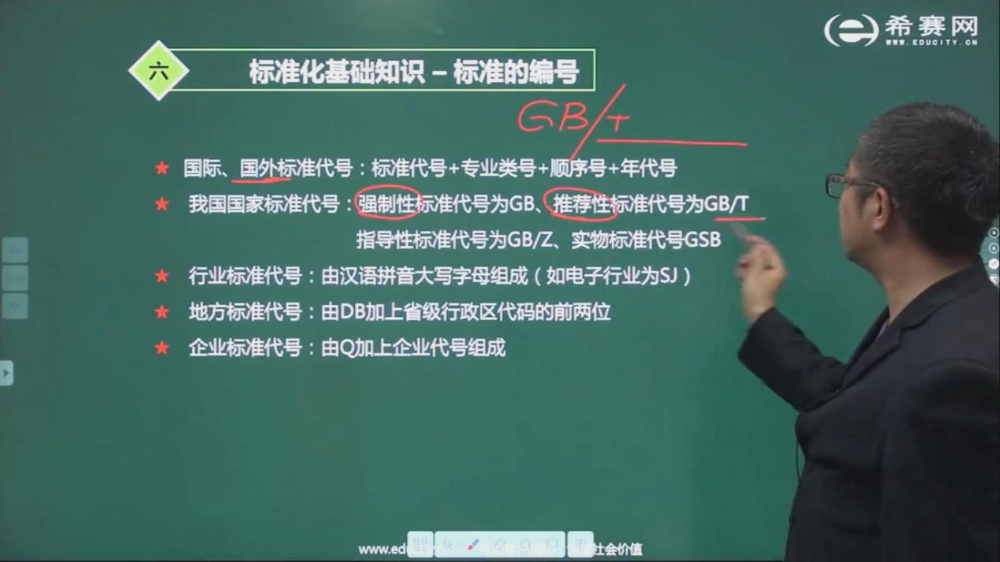 希赛网
WWW.EDUCITY.CN
六
标准化基础知识 – 标准的编号
GB/T
★ 国际、国外标准代号：标准代号+专业类号+顺序号+年代号
★ 我国国家标准代号：强制性标准代号为GB、推荐性标准代号为GB/T
指导性标准代号为GB/Z、实物标准代号GSB
★ 行业标准代号：由汉语拼音大写字母组成（如电子行业为SJ）
★ 地方标准代号：由DB加上省级行政区代码的前两位
★ 企业标准代号：由Q加上企业代号组成
www.edu
社会价值